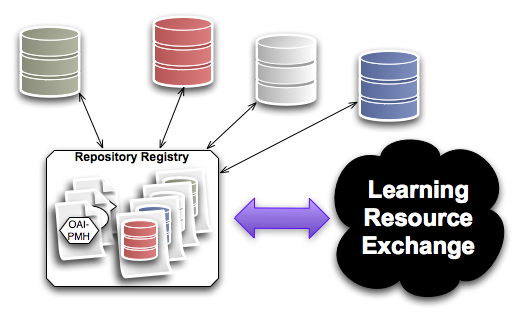 Repository Registry
OAI-
PMH
Learning
Resource
Exchange